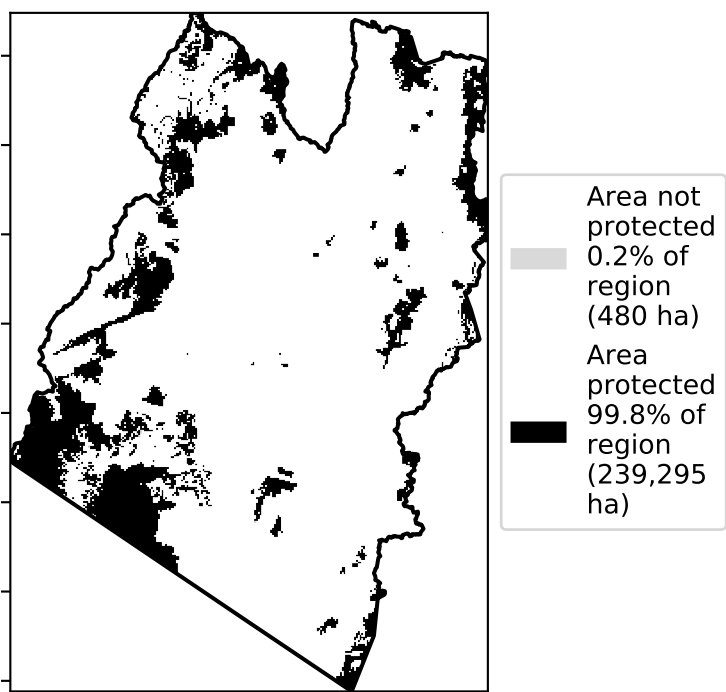 Area not
protected
0.2% of
region
(480 ha)
Area
protected
99.8% of
region
(239,295
ha)